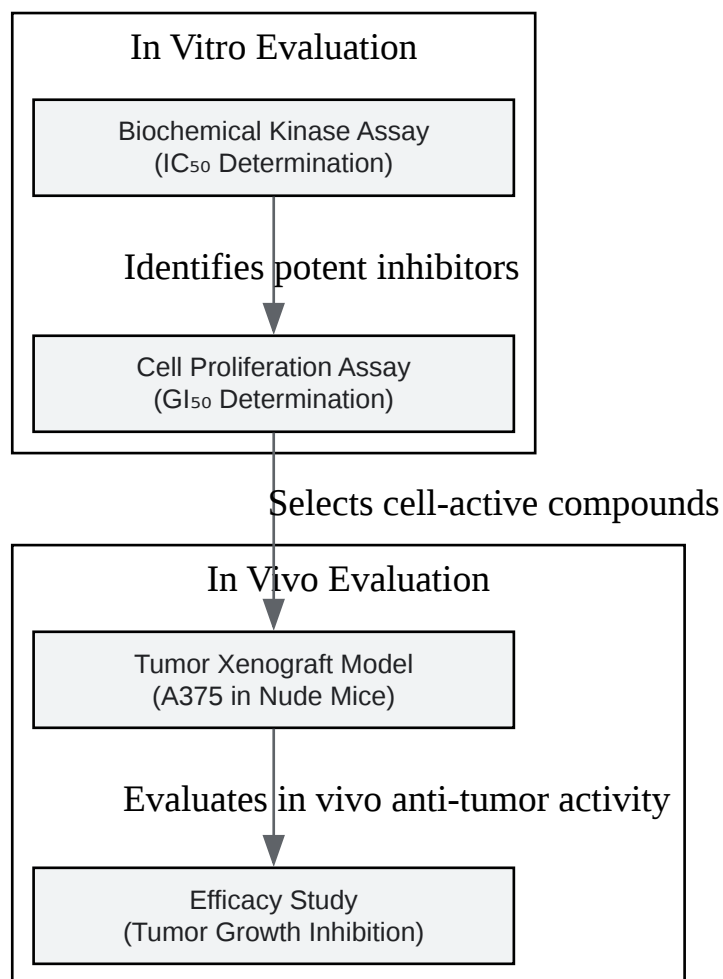 In Vitro Evaluation
Biochemical Kinase Assay
(IC₅₀ Determination)
Identifies potent inhibitors
Cell Proliferation Assay
(GI₅₀ Determination)
Selects cell-active compounds
In Vivo Evaluation
Tumor Xenograft Model
(A375 in Nude Mice)
Evaluates in vivo anti-tumor activity
Efficacy Study
(Tumor Growth Inhibition)